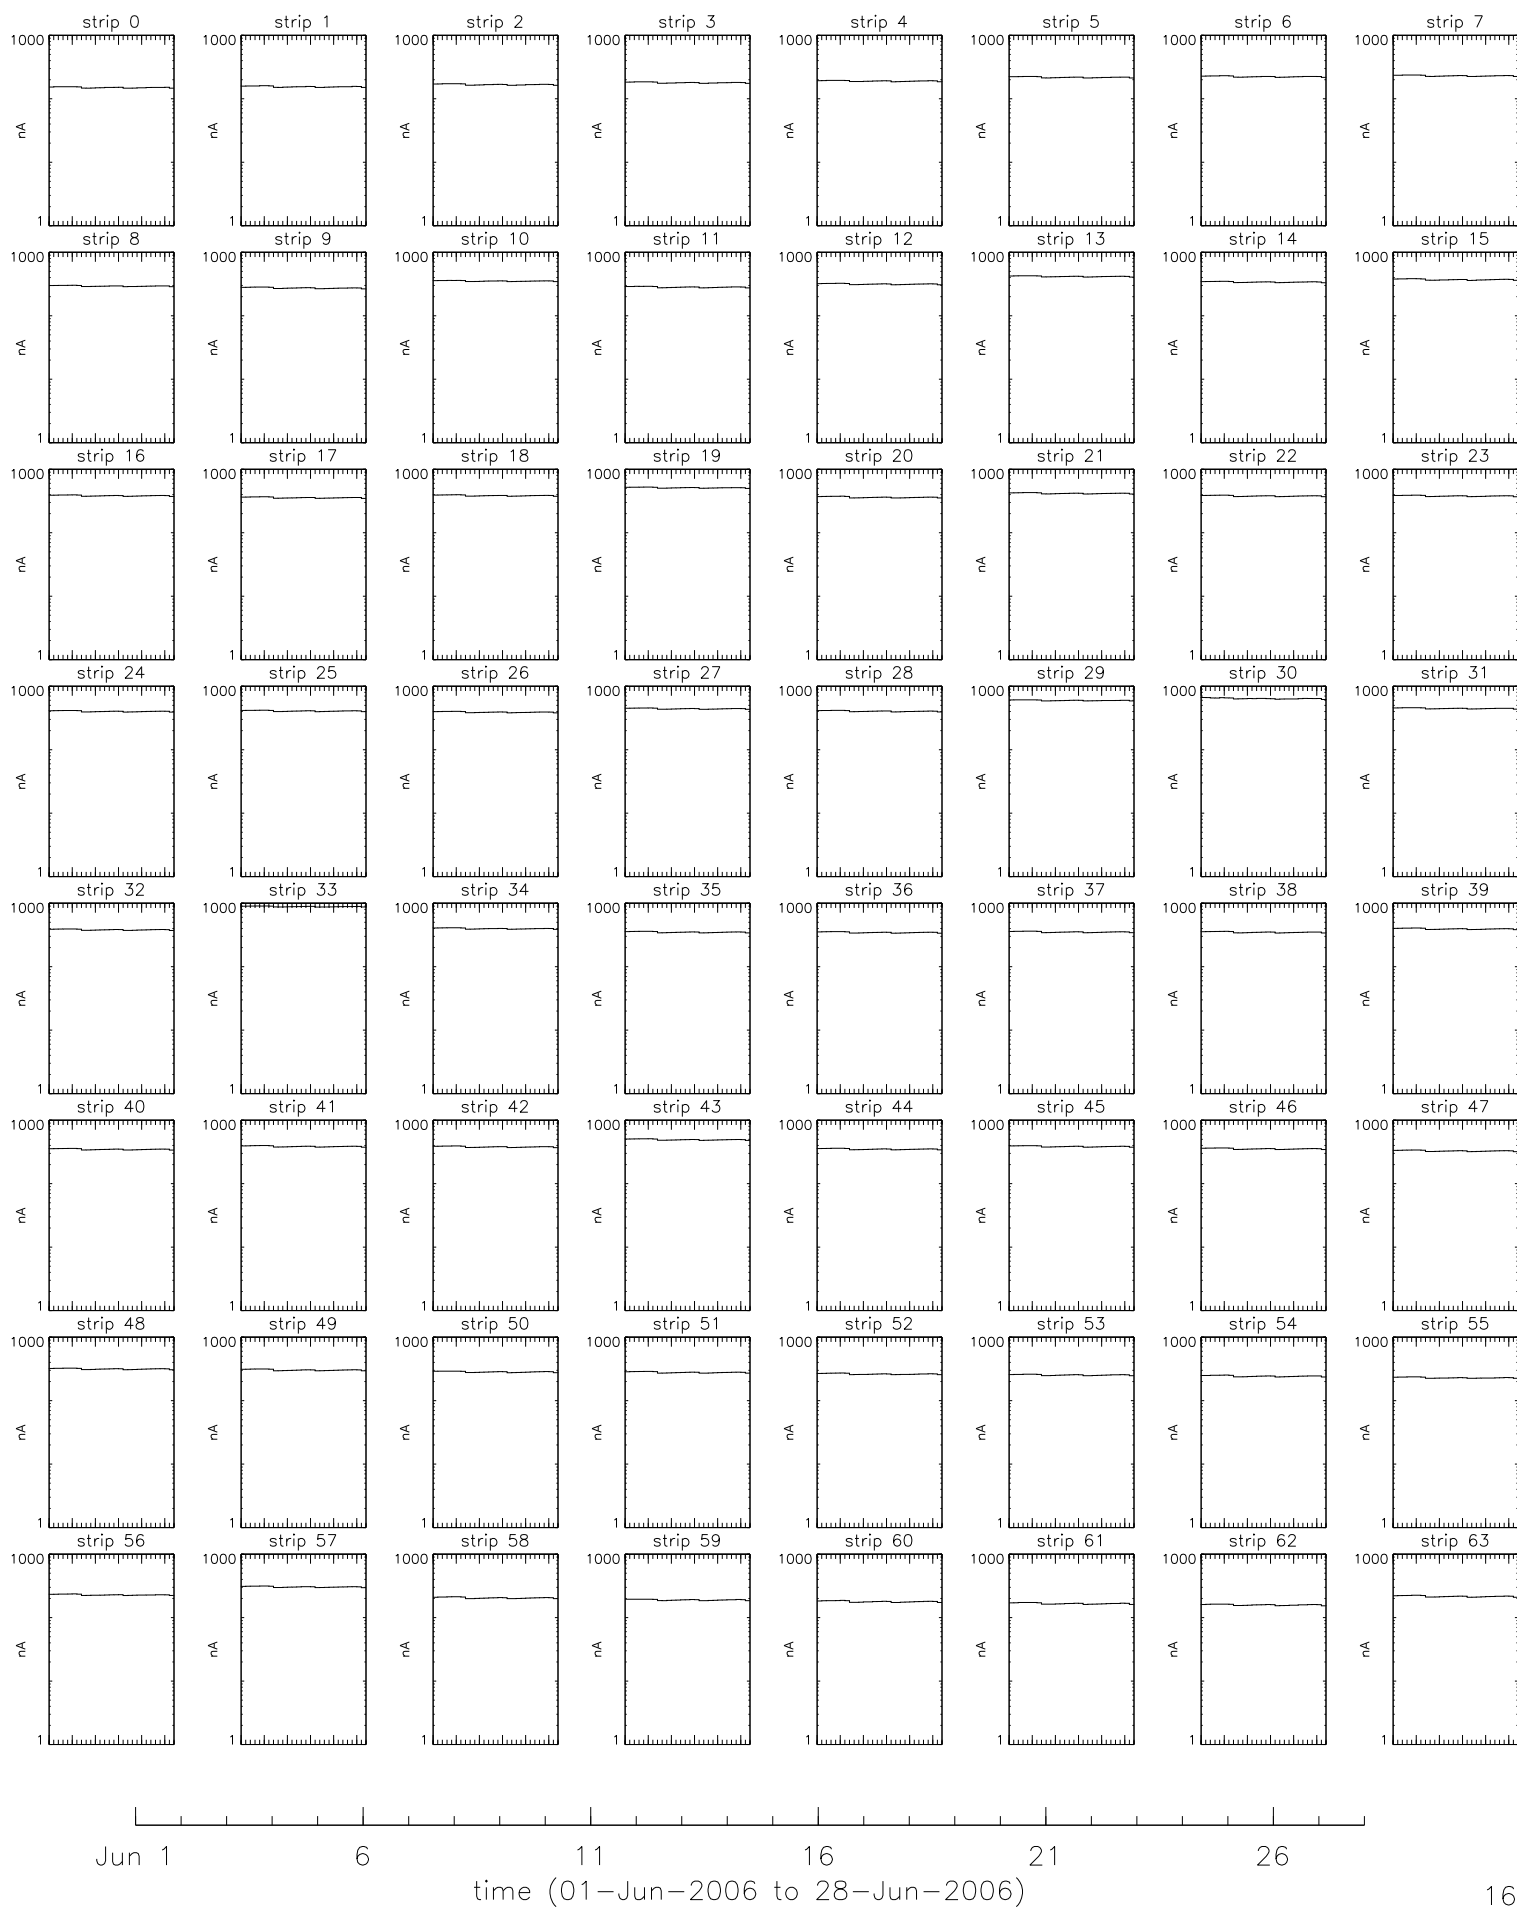 strip 0 strip 1 strip 2 strip 3 strip 4 strip 5 strip 6 strip 7
1000 1000 1000 1000 1000 1000 1000 1000
nA nA nA nA nA nA nA nA
1 1 1 1 1 1 1 1
strip 8 strip 9 strip 10 strip 11 strip 12 strip 13 strip 14 strip 15
1000 1000 1000 1000 1000 1000 1000 1000
nA nA nA nA nA nA nA nA
1 1 1 1 1 1 1 1
strip 16 strip 17 strip 18 strip 19 strip 20 strip 21 strip 22 strip 23
1000 1000 1000 1000 1000 1000 1000 1000
nA nA nA nA nA nA nA nA
1 1 1 1 1 1 1 1
strip 24 strip 25 strip 26 strip 27 strip 28 strip 29 strip 30 strip 31
1000 1000 1000 1000 1000 1000 1000 1000
nA nA nA nA nA nA nA nA
1 1 1 1 1 1 1 1
strip 32 strip 33 strip 34 strip 35 strip 36 strip 37 strip 38 strip 39
1000 1000 1000 1000 1000 1000 1000 1000
nA nA nA nA nA nA nA nA
1 1 1 1 1 1 1 1
strip 40 strip 41 strip 42 strip 43 strip 44 strip 45 strip 46 strip 47
1000 1000 1000 1000 1000 1000 1000 1000
nA nA nA nA nA nA nA nA
1 1 1 1 1 1 1 1
strip 48 strip 49 strip 50 strip 51 strip 52 strip 53 strip 54 strip 55
1000 1000 1000 1000 1000 1000 1000 1000
nA nA nA nA nA nA nA nA
1 1 1 1 1 1 1 1
strip 56 strip 57 strip 58 strip 59 strip 60 strip 61 strip 62 strip 63
1000 1000 1000 1000 1000 1000 1000 1000
nA nA nA nA nA nA nA nA
1 1 1 1 1 1 1 1
Jun 1 6 11 16 21 26
time (01-Jun-2006 to 28-Jun-2006)
16